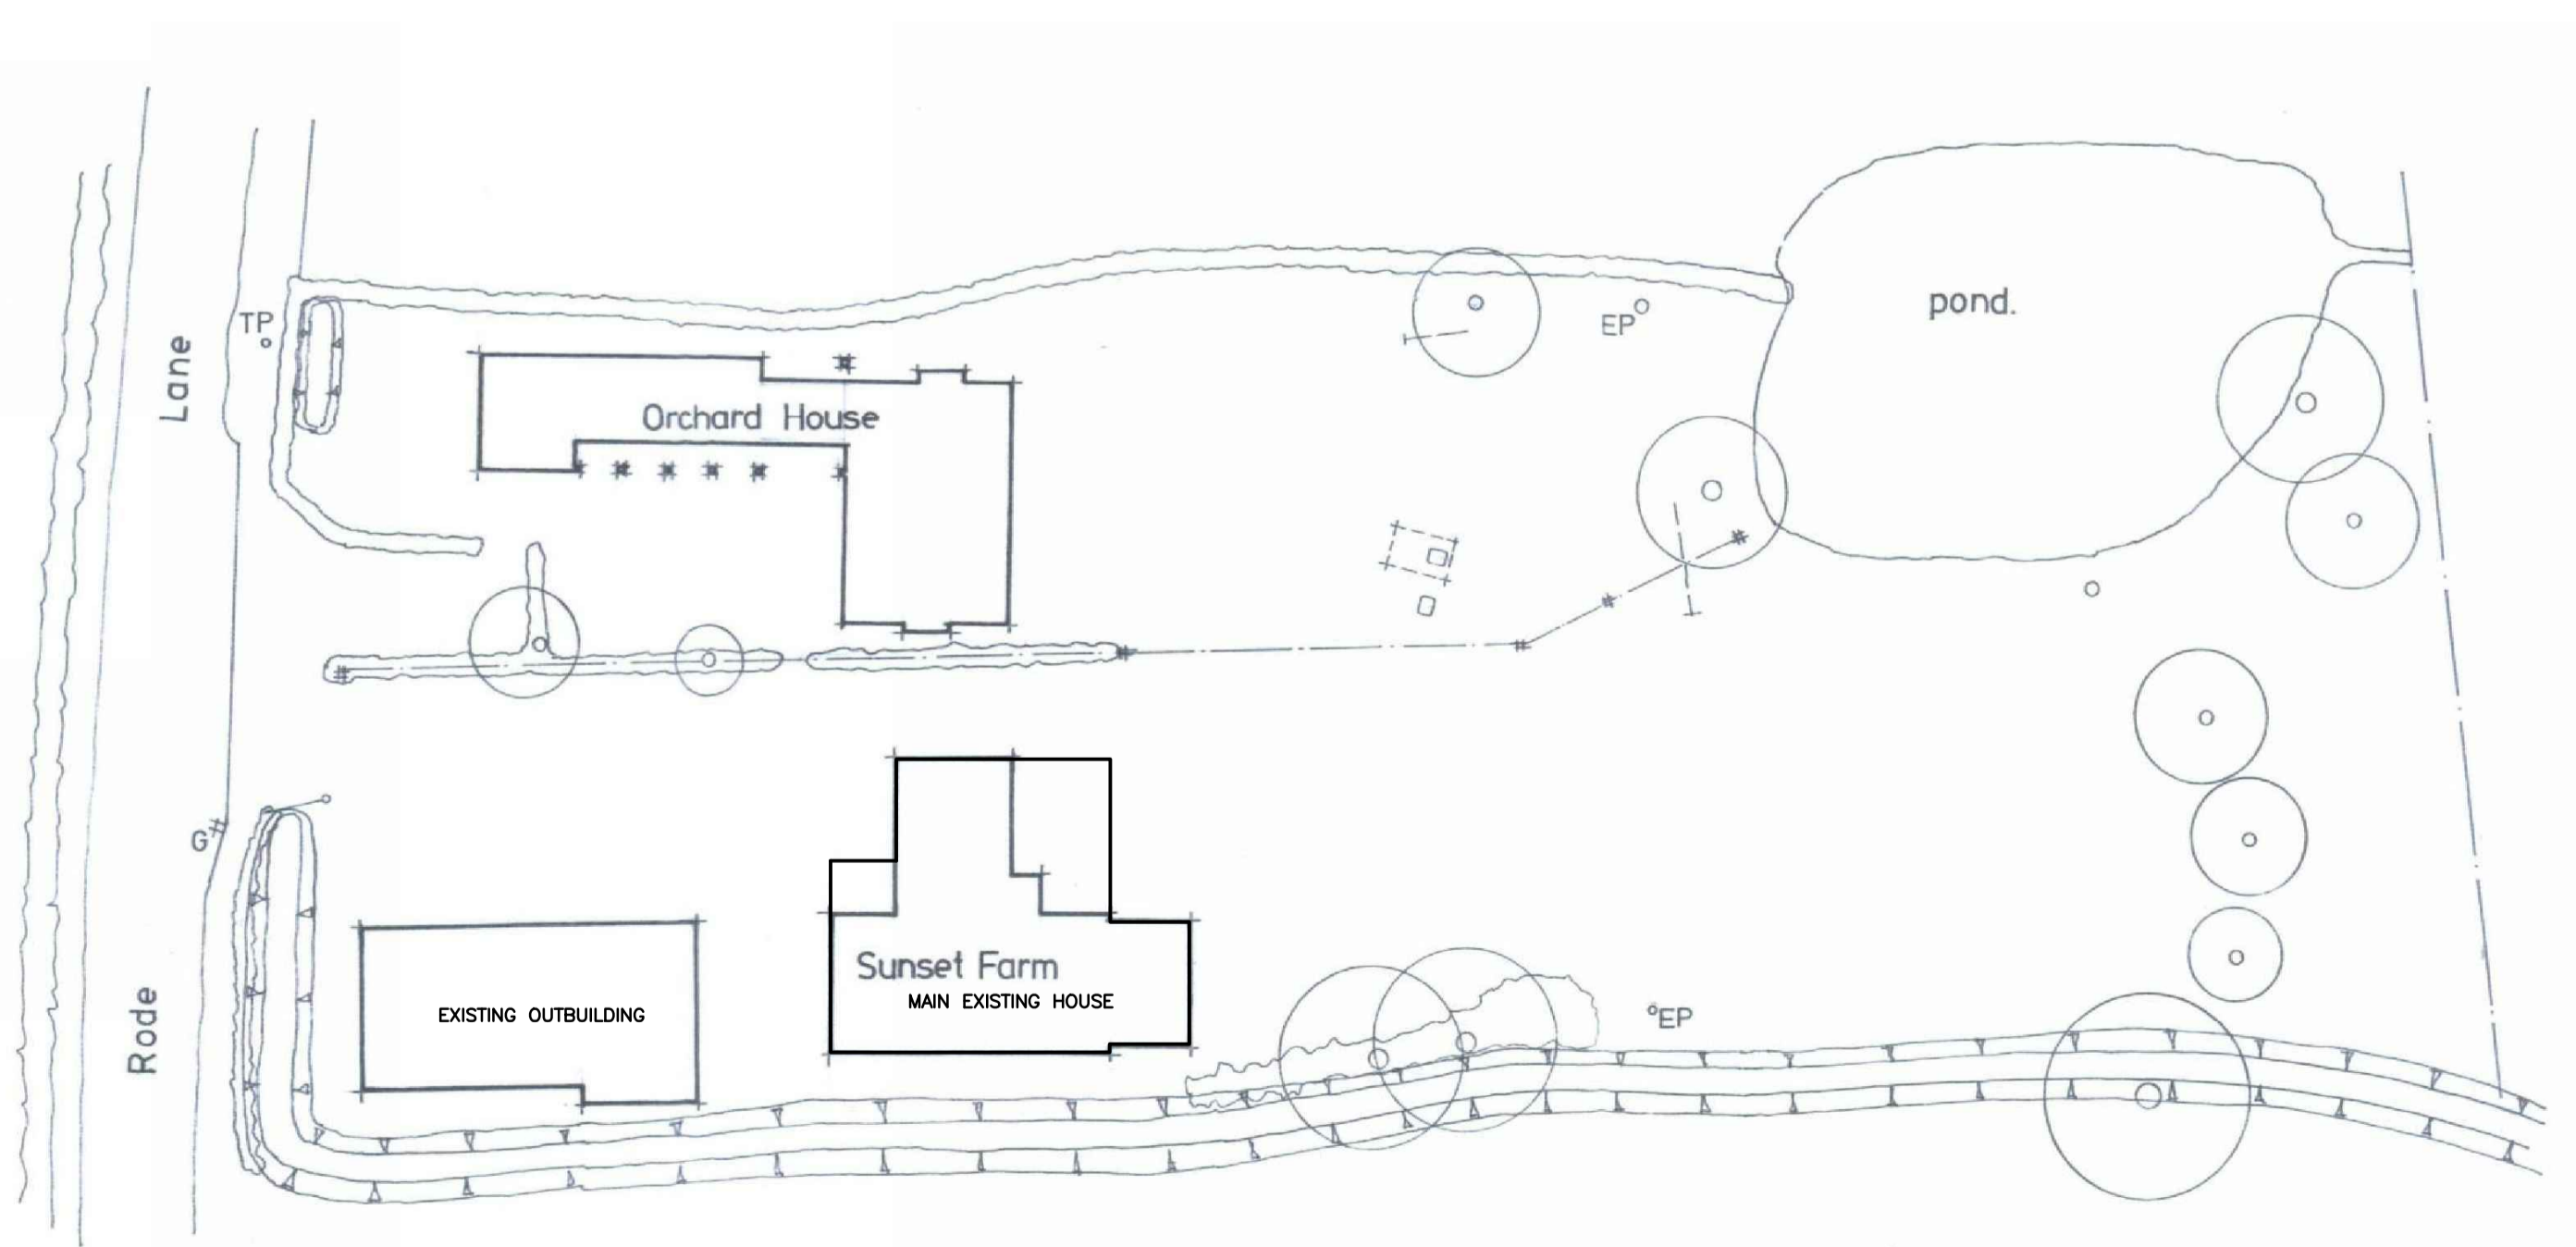 pond.
EP
TP
Lane
Orchard House
G
Sunset Farm
MAIN EXISTING HOUSE
EXISTING OUTBUILDING
EP
Rode